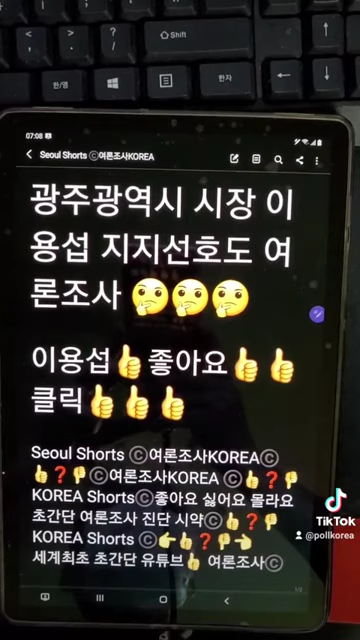 Shift
한/영
한자
07:08
Seoul Shorts ⓒ여론조사KOREA
광주광역시 시장 이
용섭 지지선호도 여
론조사 🤔🤔🤔
이용섭👍좋아요👍👍
클릭👍👍👍
Seoul Shorts ⓒ여론조사KOREAⓒ
👍❓👎ⓒ여론조사KOREA ⓒ👍❓👎
KOREA Shortsⓒ좋아요 싫어요 몰라요
초간단 여론조사 진단 시약ⓒ👍❓👎
KOREA Shorts ⓒ👉👍❓👎👈
세계최초 초간단 유튜브👍 여론조사ⓒ
TikTok
@pollkorea